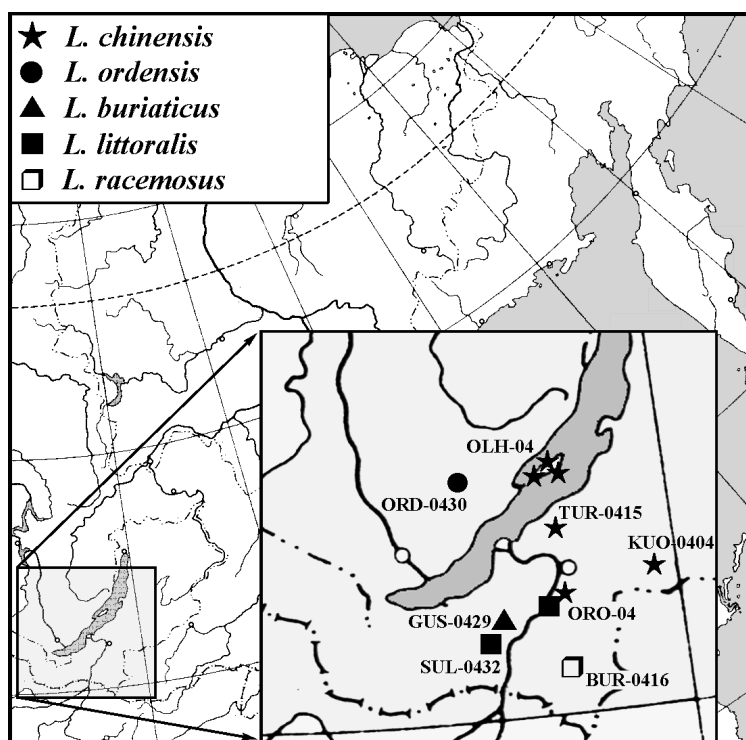 L. chinensis
L. ordensis
L. buriaticus
L. littoralis
L. racemosus
OLH-04
ORD-0430
TUR-0415
KUO-0404
GUS-0429
ORO-04
SUL-0432
BUR-0416